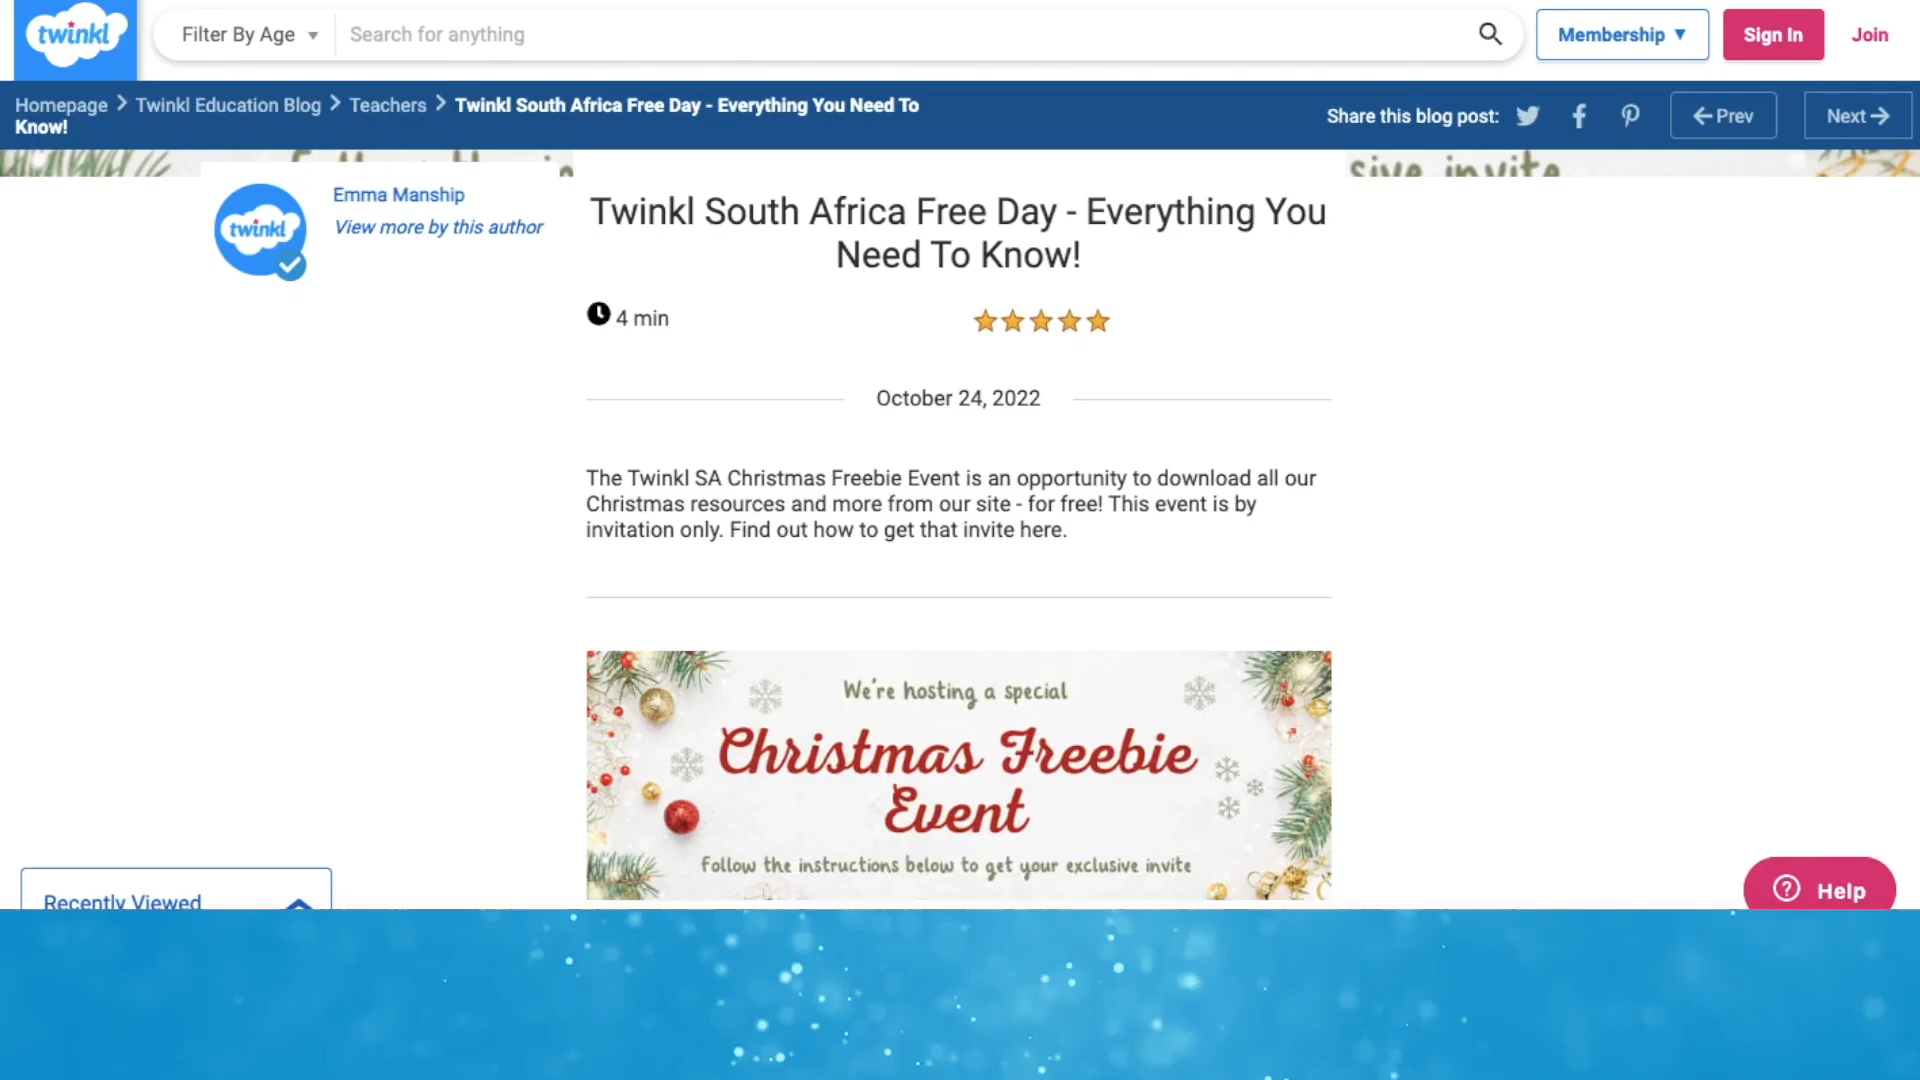 twinkl
Filter By Age
Search for anything
Membership
Sign In
Join
Homepage > Twinkl Education Blog > Teachers > Twinkl South Africa Free Day - Everything You Need To
Know!
Share this blog post:
Prev
Next
sive invite
twinkl
Emma Manship
View more by this author
Twinkl South Africa Free Day - Everything You
Need To Know!
4 min
October 24, 2022
The Twinkl SA Christmas Freebie Event is an opportunity to download all our
Christmas resources and more from our site - for free! This event is by
invitation only. Find out how to get that invite here.
We're hosting a special
Christmas Freebie
Event
Follow the instructions below to get your exclusive invite
Recently Viewed
Help